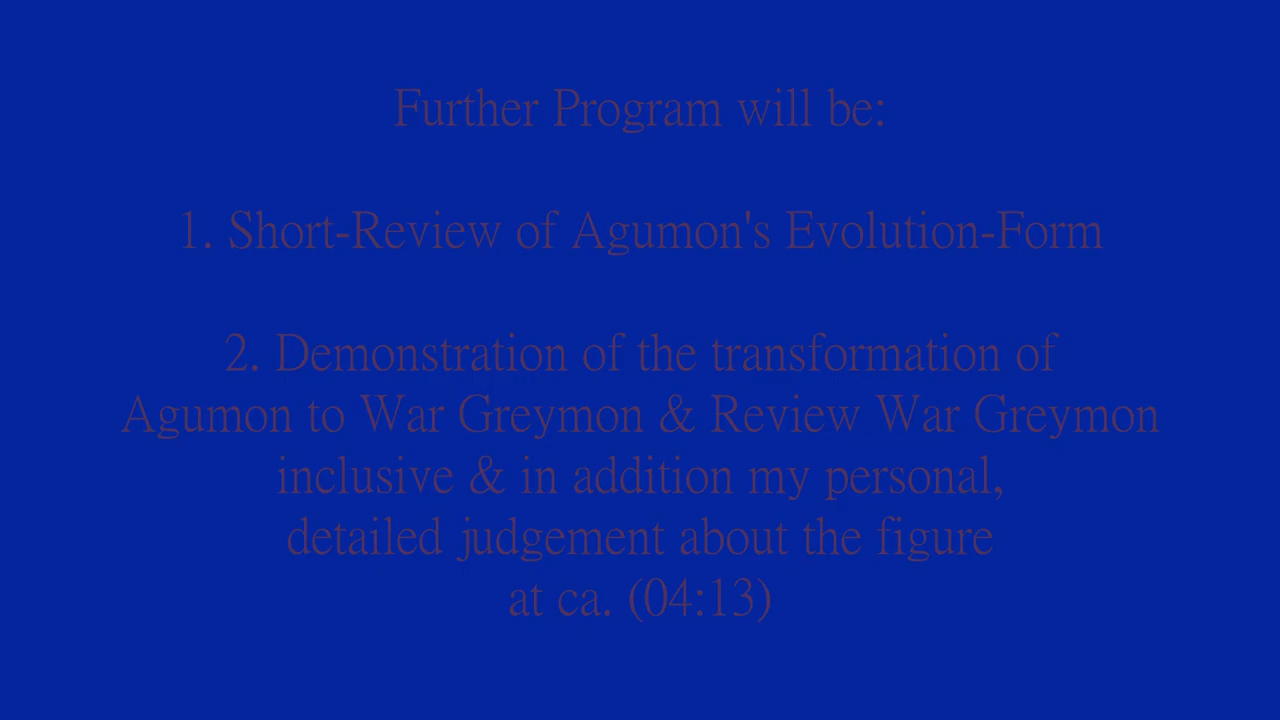 Further Program will be:
1. Short-Review of Agumon's Evolution-Form
2. Demonstration of the transformation of
Agumon to War Greymon & Review War Greymon
inclusive & in addition my personal,
detailed judgement about the figure
at ca. (04:13)